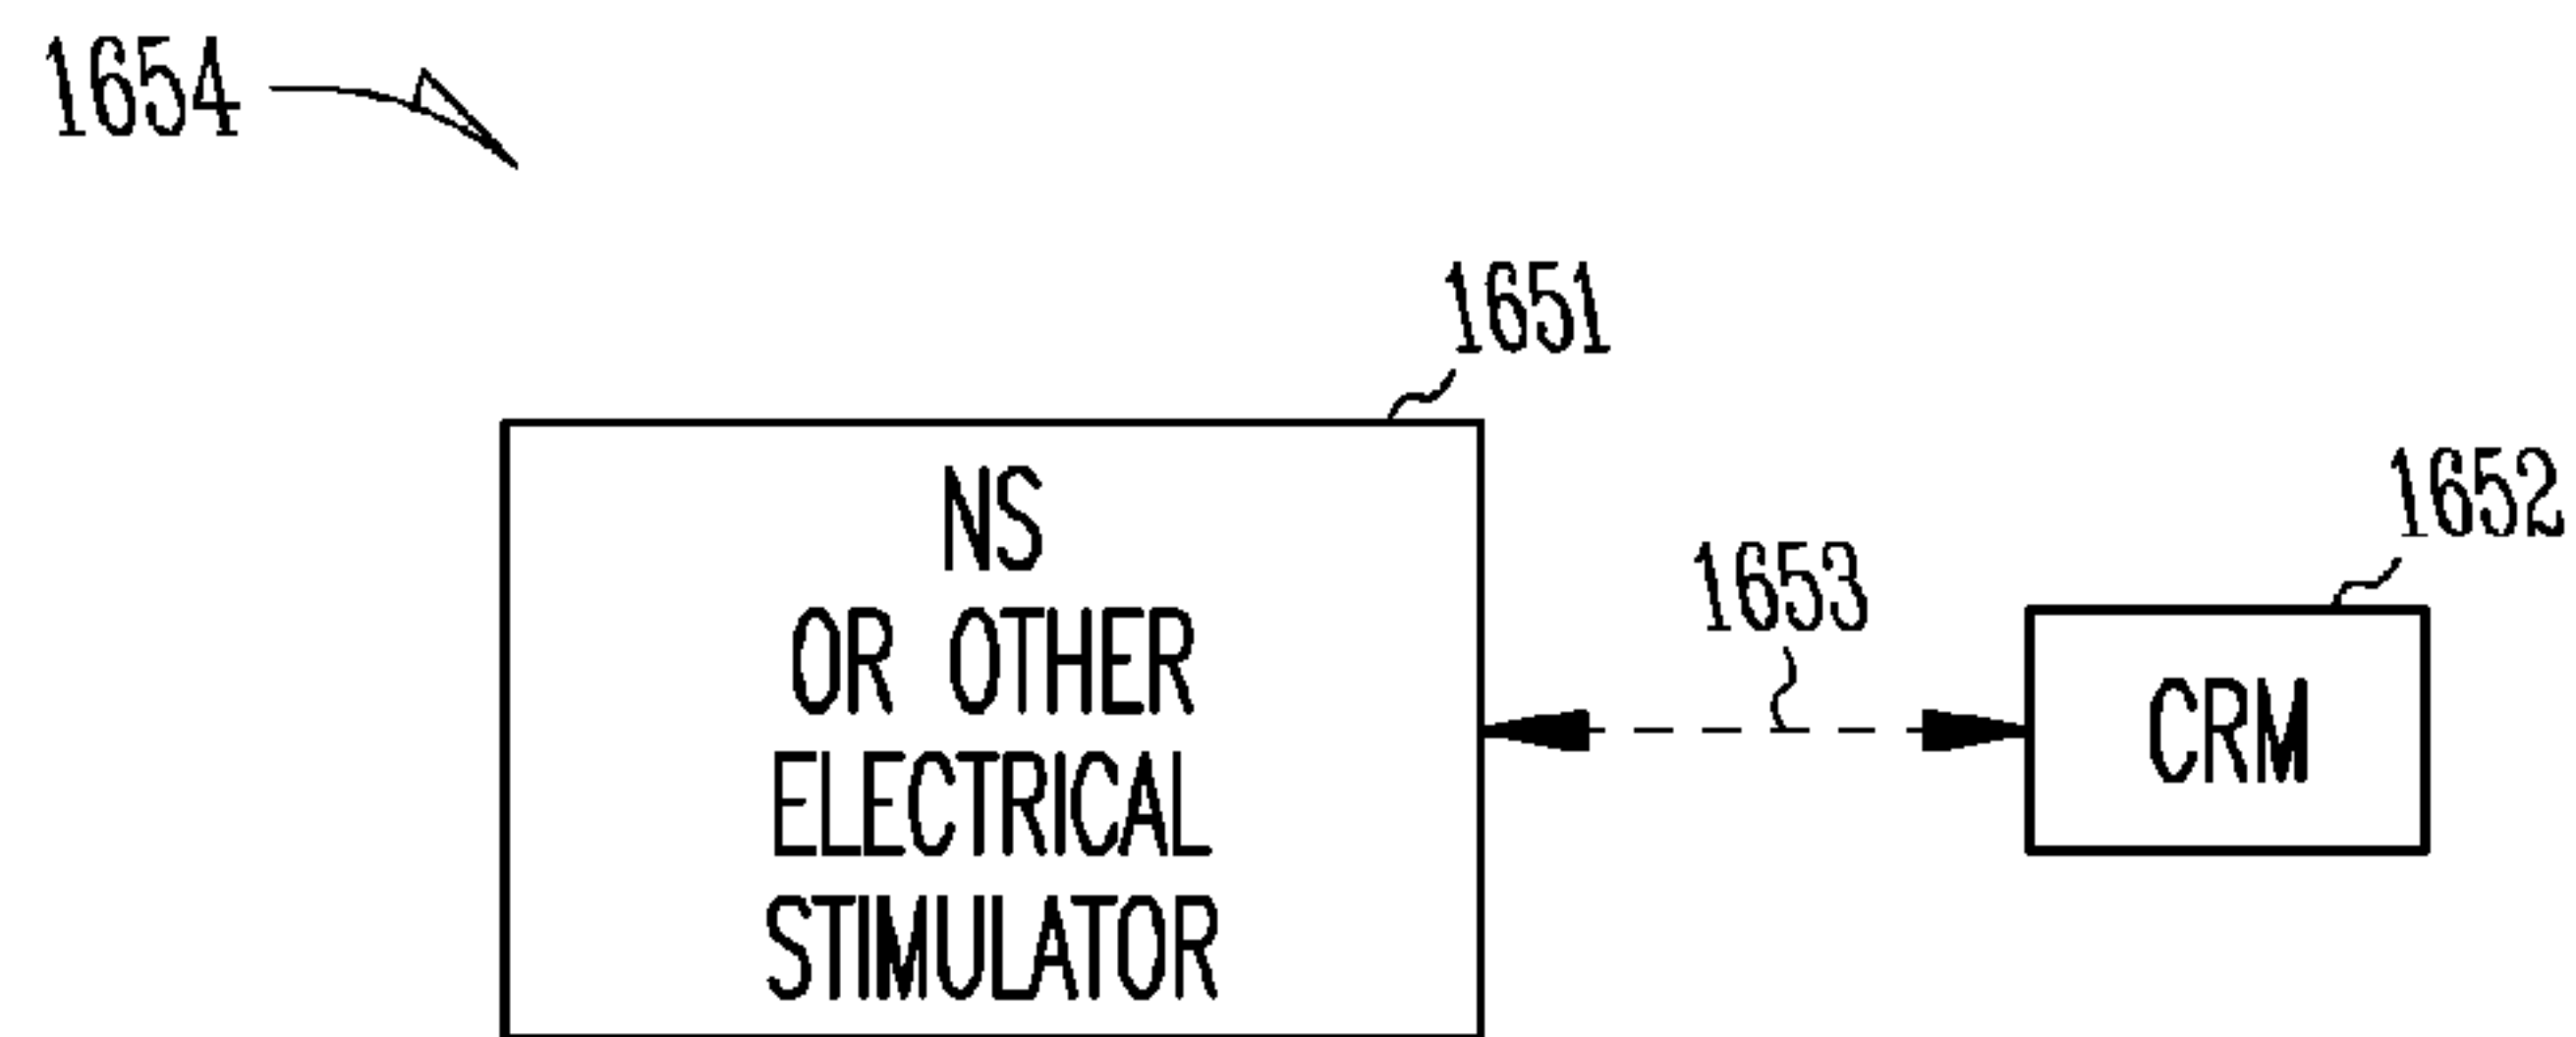 1654
1651
1652
1653
NS
OR OTHER
ELECTRICAL
STIMULATOR
CRM